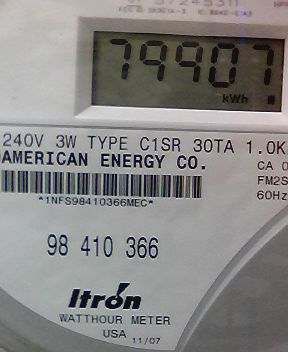 79907
kWh
240V 3W TYPE C1SR 30TA 1.0K
AMERICAN ENERGY CO.
CA 0
FM2S
60Hz
*1NFS98410366MEC*
98 410 366
Itron
WATTHOUR METER
USA 11/07